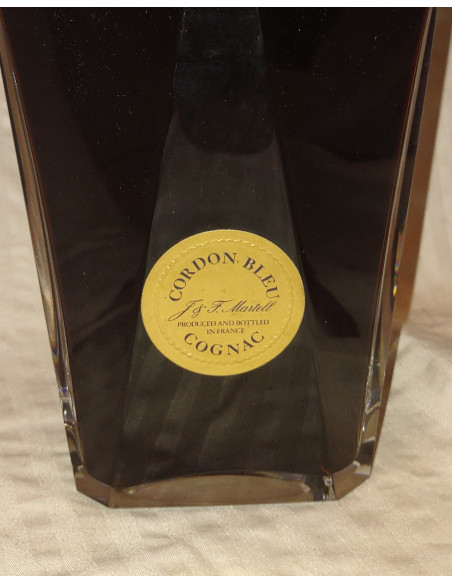 CORDON BLEU
J & F. Martell
PRODUCED AND BOTTLED
IN FRANCE
COGNAC